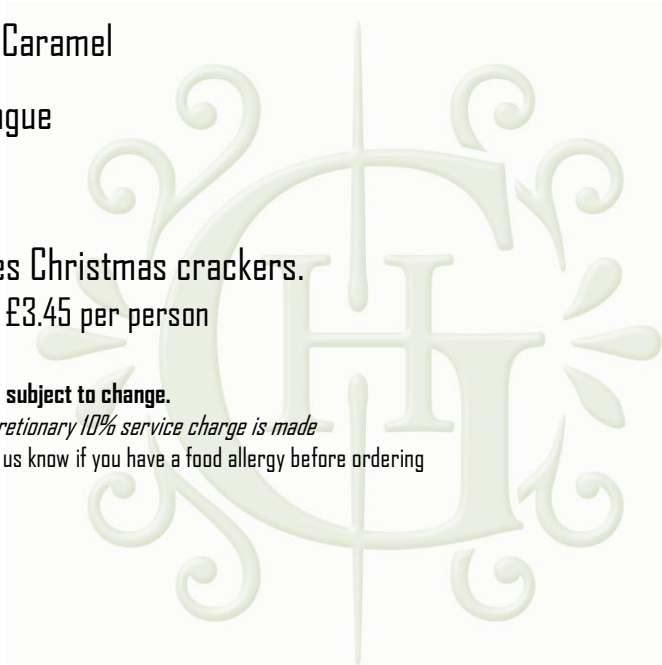 Caramel
ngue
es Christmas crackers.
£3.45 per person
subject to change.
retionary 10% service charge is made
us know if you have a food allergy before ordering
GH